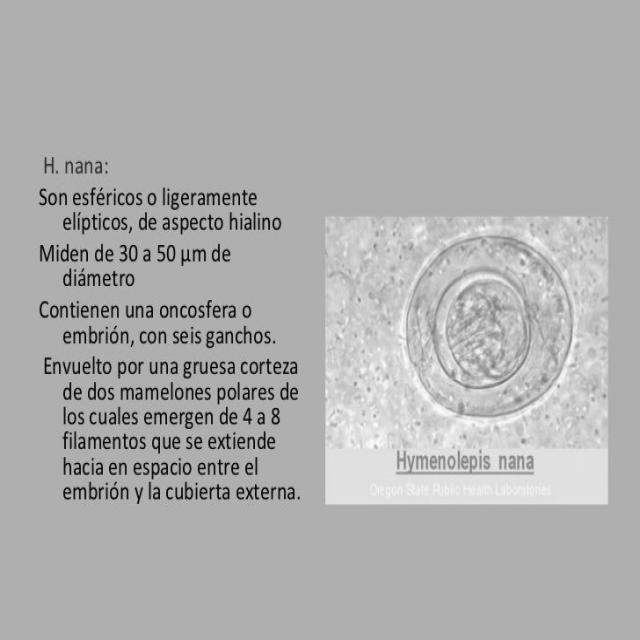 H. nana:
Son esféricos o ligeramente
elípticos, de aspecto hialino
Miden de 30 a 50 µm de
diámetro
Contienen una oncosfera o
embrión, con seis ganchos.
Envuelto por una gruesa corteza
de dos mamelones polares de
los cuales emergen de 4 a 8
filamentos que se extiende
hacia en espacio entre el
embrión y la cubierta externa.
Hymenolepis nana
Oregon State Public Health Laboratories